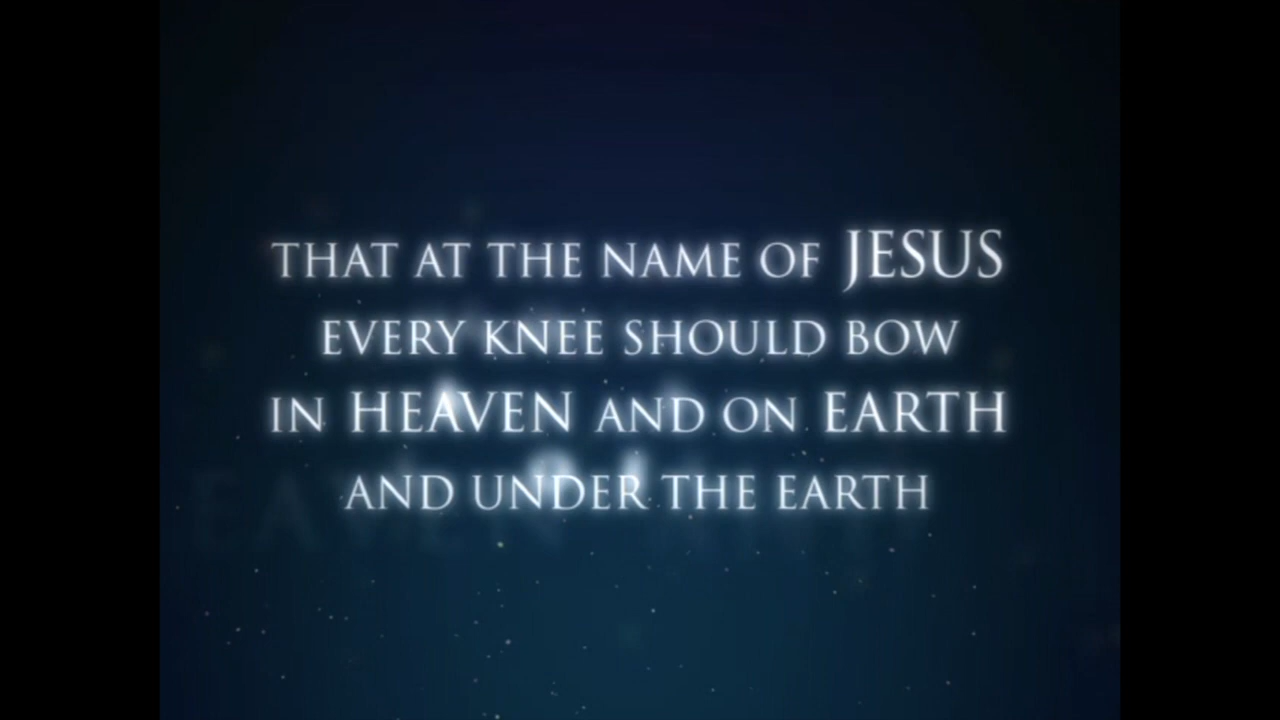 THAT AT THE NAME OF JESUS
EVERY KNEE SHOULD BOW
IN HEAVEN AND ON EARTH
AND UNDER THE EARTH